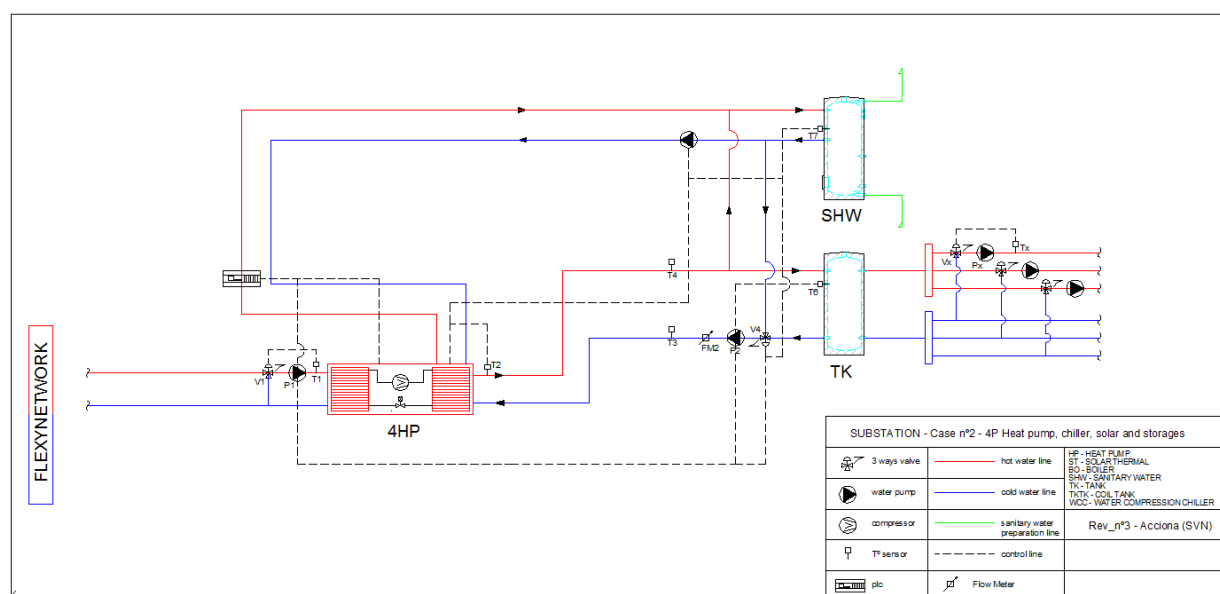 T7
SHW
T4
T6
Vx
Px
Tx
T3
FM2
P2
V4
TK
FLEXYNETWORK
V1
P1
T1
T2
4HP
SUBSTATION - Case nº2 - 4P Heat pump, chiller, solar and storages
3 ways valve
hot water line
HP - HEAT PUMP
ST - SOLAR THERMAL
BO - BOILER
SHW - SANITARY WATER
TK - TANK
TKTK - COIL TANK
WCC - WATER COMPRESSION CHILLER
water pump
cold water line
compressor
sanitary water
preparation line
Rev_nº3 - Acciona (SVN)
Tº sensor
control line
plc
Flow Meter